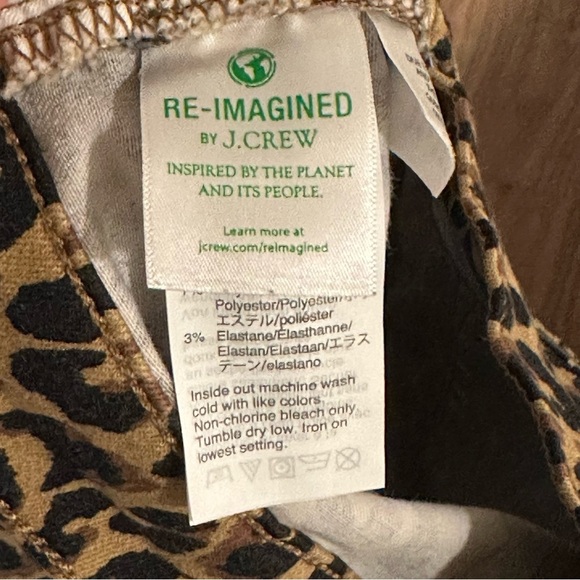 RE-IMAGINED
BY J.CREW
INSPIRED BY THE PLANET
AND ITS PEOPLE.
Learn more at
jcrew.com/reimagined
Polyester/Polyester/
エステル/poliéster
3% Elastane/Elasthanne/
Elastan/Elastaan/エラス
テーン/elastano
Inside out machine wash
cold with like colors.
Non-chlorine bleach only.
Tumble dry low. Iron on
lowest setting.